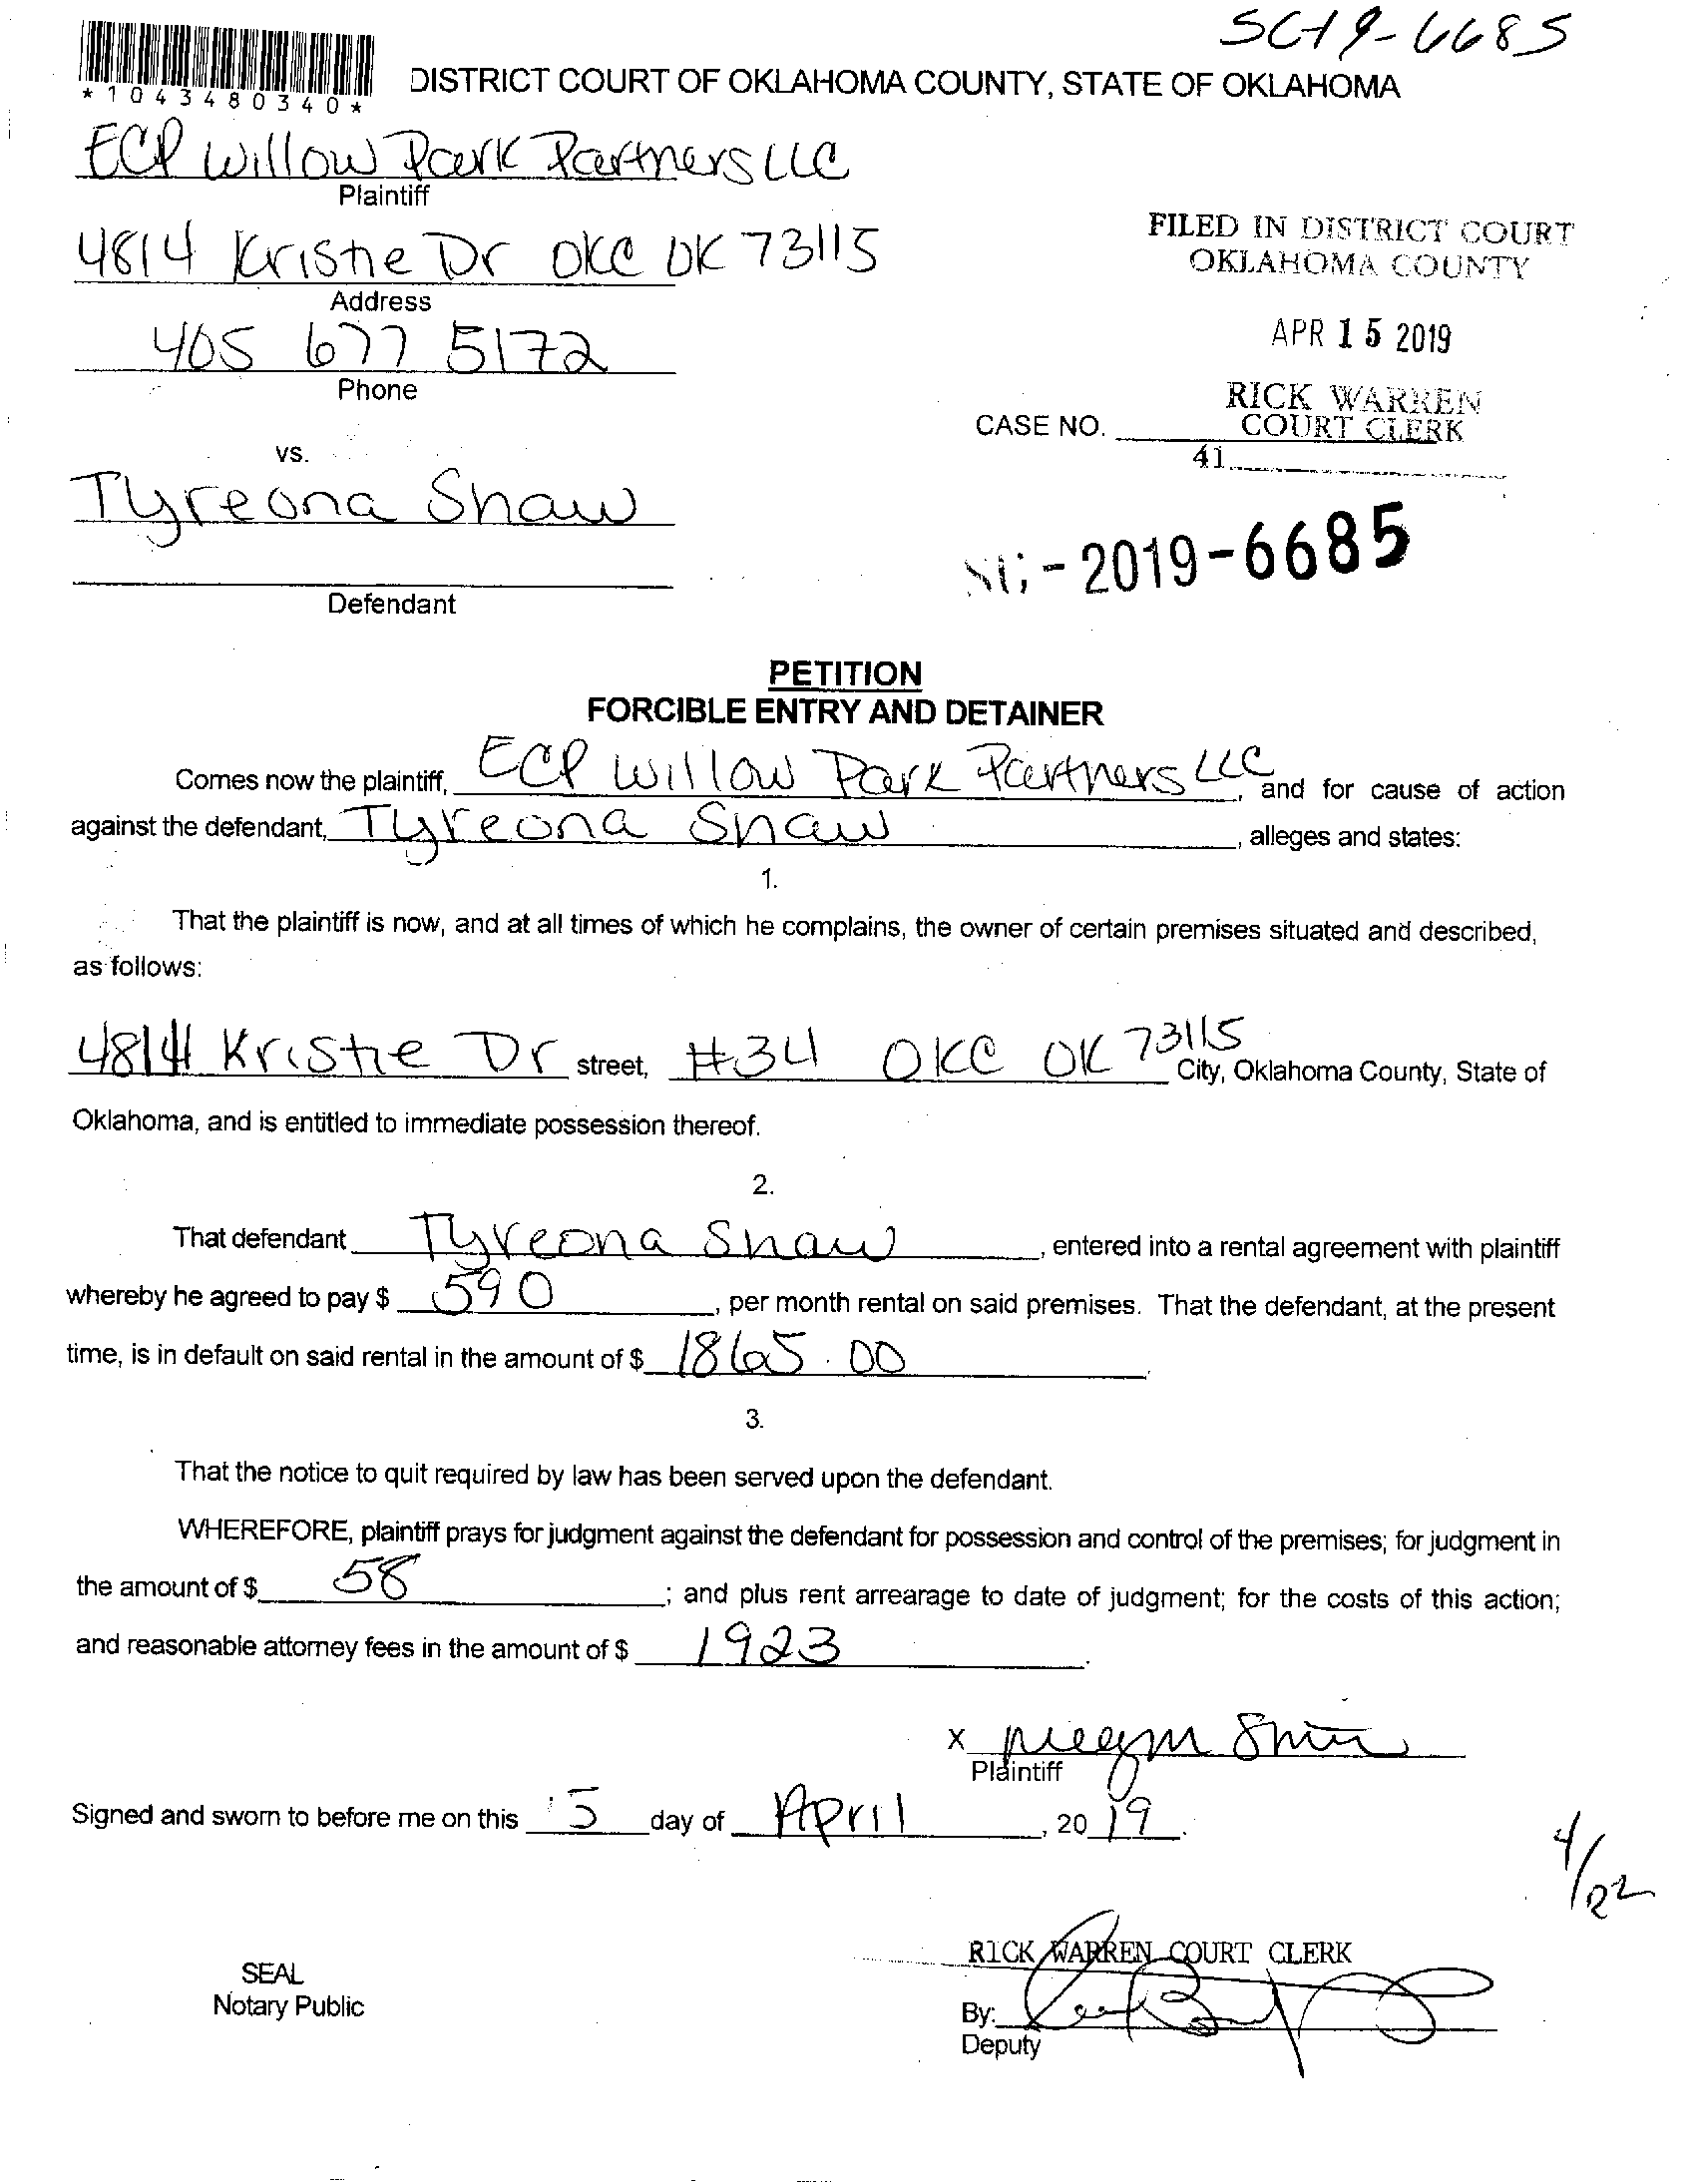 SC19-6685
*1043480340*
DISTRICT COURT OF OKLAHOMA COUNTY, STATE OF OKLAHOMA
ECP Willow Park Partners LLC
Plaintiff
4814 Kristie Dr OKC OK 73115
Address
405 677 5172
Phone
vs.
Tyreona Shaw
Defendant
FILED IN DISTRICT COURT
OKLAHOMA COUNTY
APR 15 2019
RICK WARREN
COURT CLERK
CASE NO.
41
-2019-6685
PETITION
FORCIBLE ENTRY AND DETAINER
Comes now the plaintiff, ECP Willow Park Partners LLC, and for cause of action
against the defendant, Tyreona Shaw, alleges and states:
1.
That the plaintiff is now, and at all times of which he complains, the owner of certain premises situated and described,
as follows:
4814 Kristie Dr street, #34 OKC OK 73115 City, Oklahoma County, State of
Oklahoma, and is entitled to immediate possession thereof.
2.
That defendant Tyreona Shaw, entered into a rental agreement with plaintiff
whereby he agreed to pay $ 590, per month rental on said premises. That the defendant, at the present
time, is in default on said rental in the amount of $ 1865.00.
3.
That the notice to quit required by law has been served upon the defendant.
WHEREFORE, plaintiff prays for judgment against the defendant for possession and control of the premises; for judgment in
the amount of $ 58; and plus rent arrearage to date of judgment; for the costs of this action;
and reasonable attorney fees in the amount of $ 1923.
x
Plaintiff
Signed and sworn to before me on this 5 day of April, 2019.
4/22
SEAL
Notary Public
RICK WARREN COURT CLERK
By:
Deputy